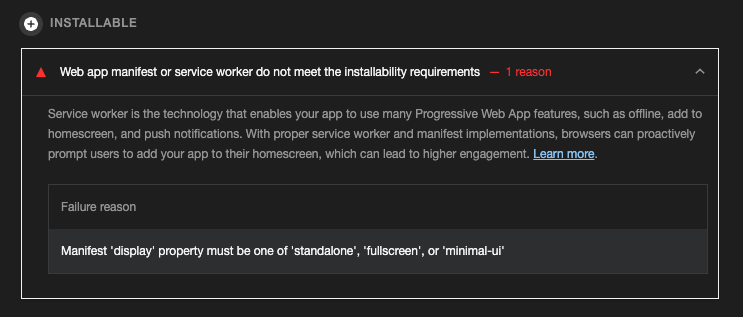 INSTALLABLE
Web app manifest or service worker do not meet the installability requirements — 1 reason
Service worker is the technology that enables your app to use many Progressive Web App features, such as offline, add to
homescreen, and push notifications. With proper service worker and manifest implementations, browsers can proactively
prompt users to add your app to their homescreen, which can lead to higher engagement. Learn more.
Failure reason
Manifest 'display' property must be one of 'standalone', 'fullscreen', or 'minimal-ui'